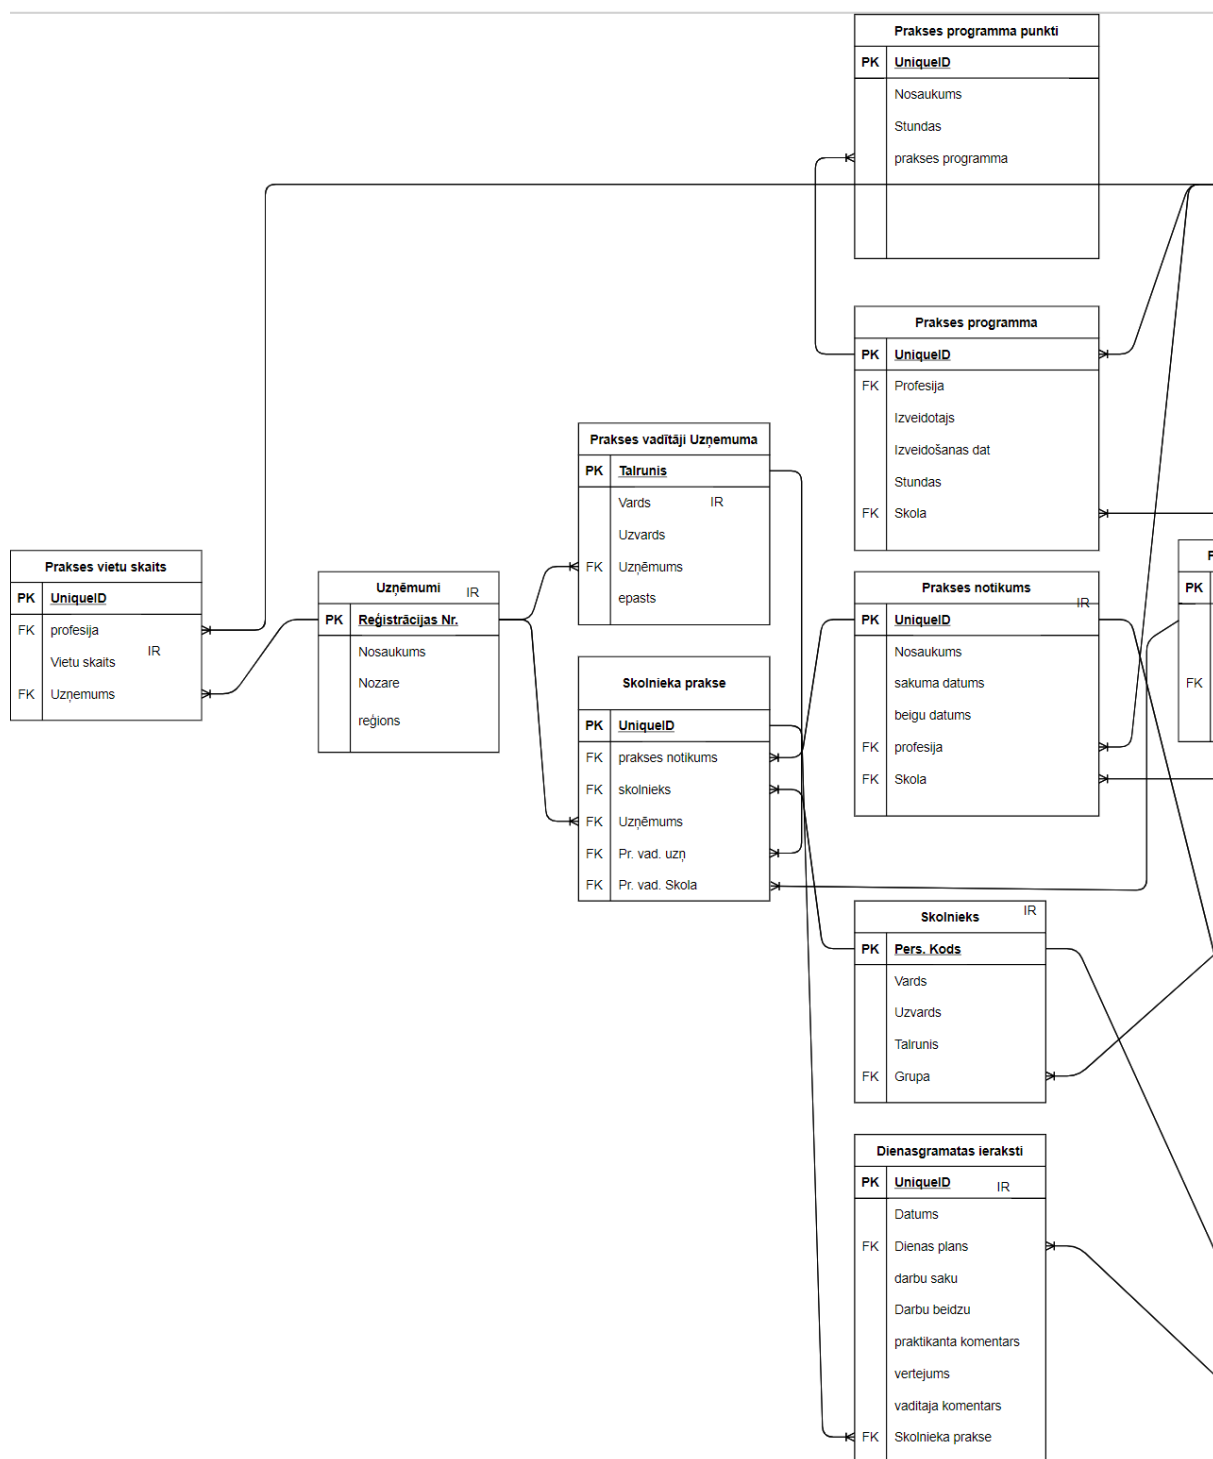 Prakses programma punkti
PK UniqueID
Nosaukums
Stundas
prakses programma
Prakses programma
PK UniqueID
FK Profesija
Izveidotajs
Izveidošanas dat
Stundas
FK Skola
Prakses vadītāji Uzņemuma
PK Talrunis
Vards IR
Uzvards
FK Uzņēmums
epasts
Prakses vietu skaits
PK UniqueID
FK profesija
Vietu skaits IR
FK Uzņemums
Uzņēmumi IR
PK Reģistrācijas Nr.
Nosaukums
Nozare
reģions
Skolnieka prakse
PK UniqueID
FK prakses notikums
FK skolnieks
FK Uzņēmums
FK Pr. vad. uzņ
FK Pr. vad. Skola
Prakses notikums
IR
PK UniqueID
Nosaukums
sakuma datums
beigu datums
FK profesija
FK Skola
P
PK
FK
Skolnieks IR
PK Pers. Kods
Vards
Uzvards
Talrunis
FK Grupa
Dienasgramatas ieraksti
PK UniqueID IR
Datums
FK Dienas plans
darbu saku
Darbu beidzu
praktikanta komentars
vertejums
vaditaja komentars
FK Skolnieka prakse